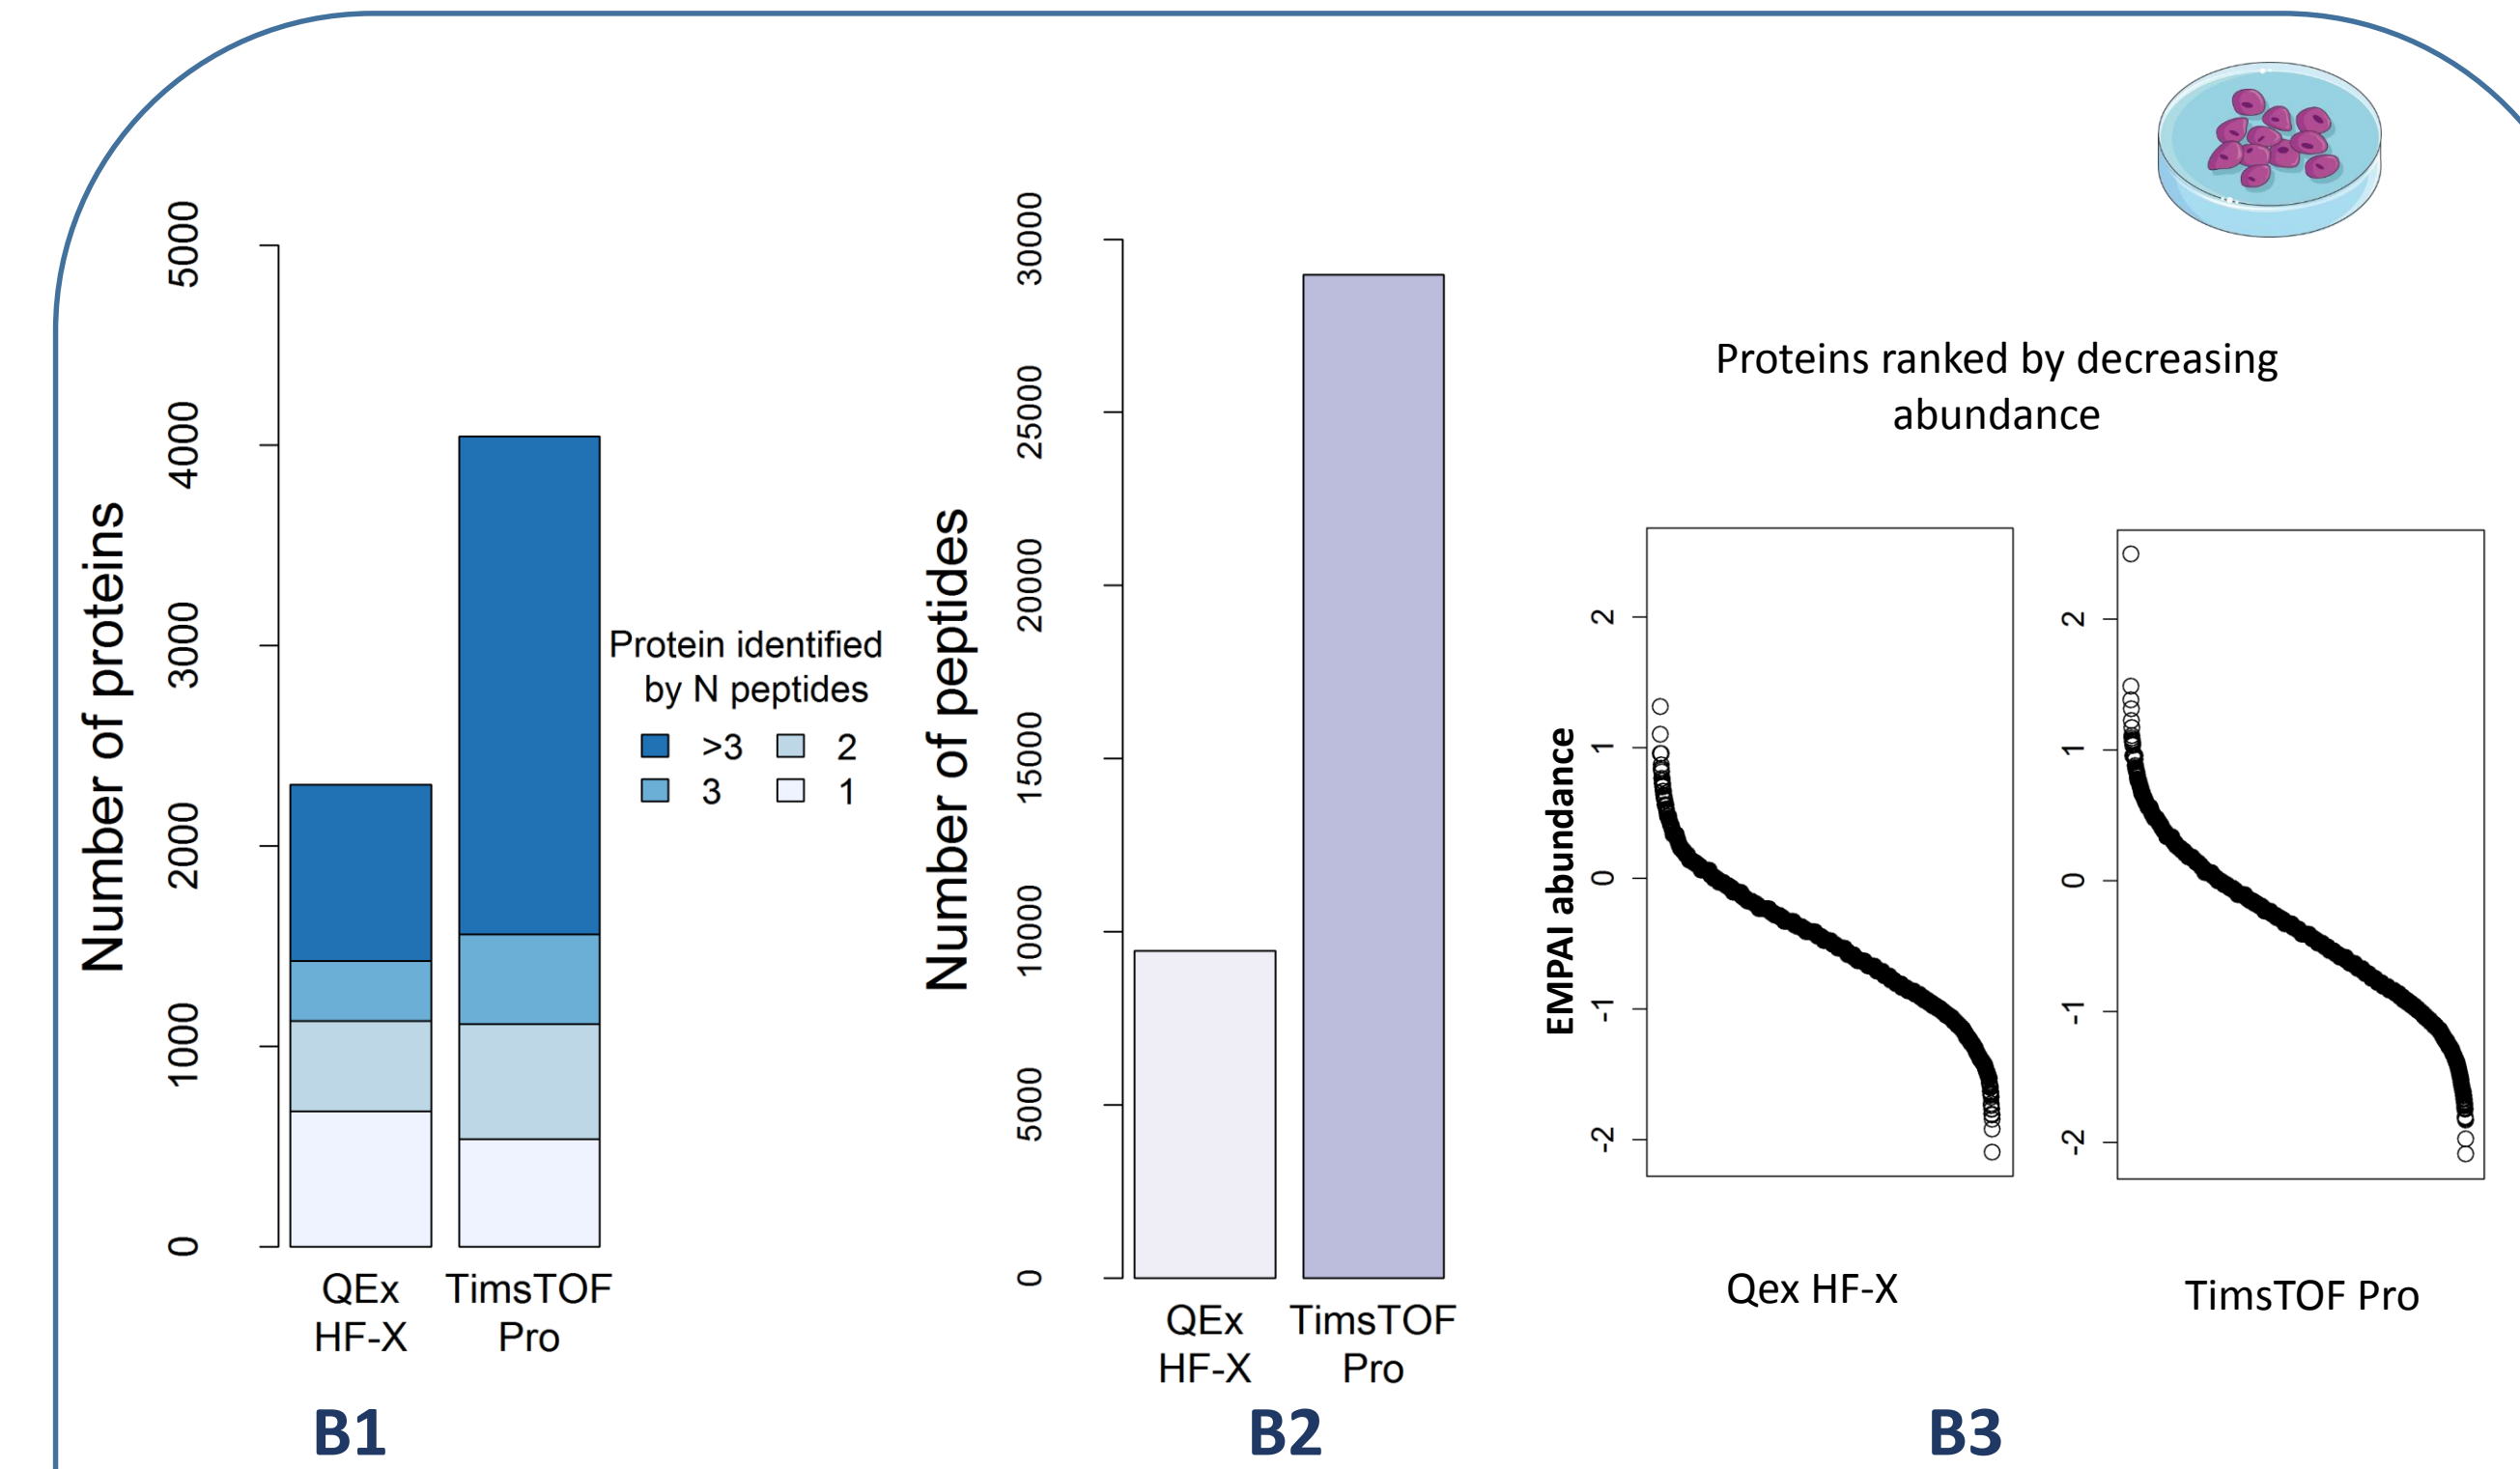 Number of proteins
0
1000
2000
3000
4000
5000
QEx
HF-X
TimsTOF
Pro
Protein identified
by N peptides
>3
2
3
1
B1
Number of peptides
0
5000
10000
15000
20000
25000
30000
QEx
HF-X
TimsTOF
Pro
B2
Proteins ranked by decreasing
abundance
EMPAI abundance
2
1
0
-1
-2
Qex HF-X
2
1
0
-1
-2
TimsTOF Pro
B3